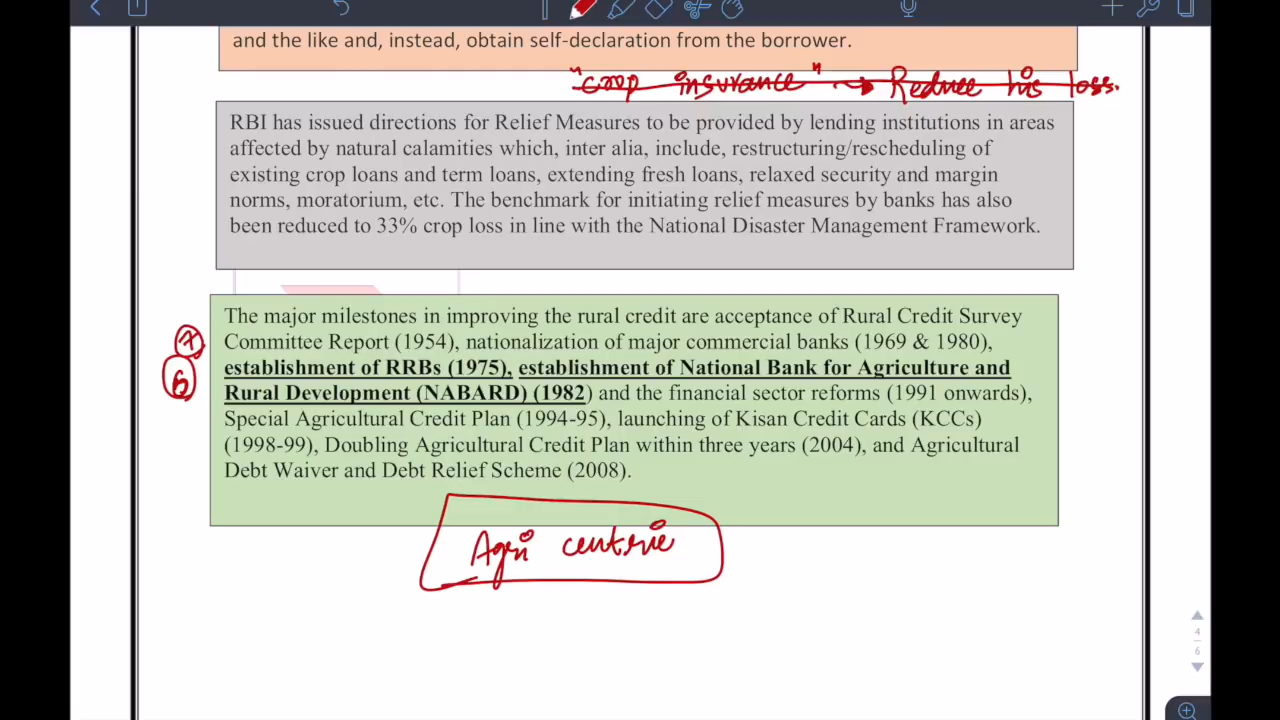 and the like and, instead, obtain self-declaration from the borrower.
"crop insurance" → Reduce his loss.
RBI has issued directions for Relief Measures to be provided by lending institutions in areas
affected by natural calamities which, inter alia, include, restructuring/rescheduling of
existing crop loans and term loans, extending fresh loans, relaxed security and margin
norms, moratorium, etc. The benchmark for initiating relief measures by banks has also
been reduced to 33% crop loss in line with the National Disaster Management Framework.
The major milestones in improving the rural credit are acceptance of Rural Credit Survey
Committee Report (1954), nationalization of major commercial banks (1969 & 1980),
establishment of RRBs (1975), establishment of National Bank for Agriculture and
Rural Development (NABARD) (1982) and the financial sector reforms (1991 onwards),
Special Agricultural Credit Plan (1994-95), launching of Kisan Credit Cards (KCCs)
(1998-99), Doubling Agricultural Credit Plan within three years (2004), and Agricultural
Debt Waiver and Debt Relief Scheme (2008).
Agri centric
4
6